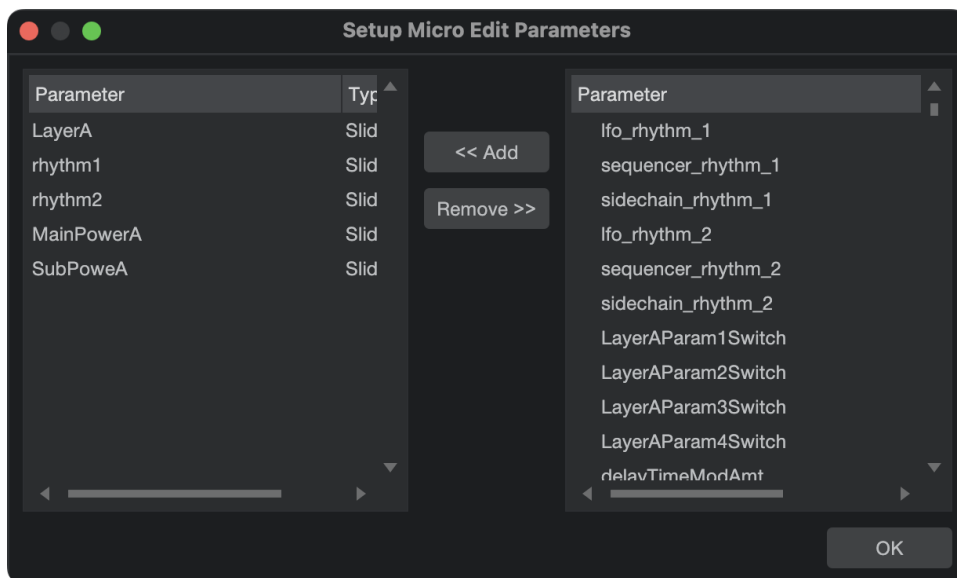 Setup Micro Edit Parameters
Parameter Typ
LayerA Slid
rhythm1 Slid
rhythm2 Slid
MainPowerA Slid
SubPoweA Slid
<< Add
Remove >>
Parameter
lfo_rhythm_1
sequencer_rhythm_1
sidechain_rhythm_1
lfo_rhythm_2
sequencer_rhythm_2
sidechain_rhythm_2
LayerAParam1Switch
LayerAParam2Switch
LayerAParam3Switch
LayerAParam4Switch
delayTimeModAmt
OK